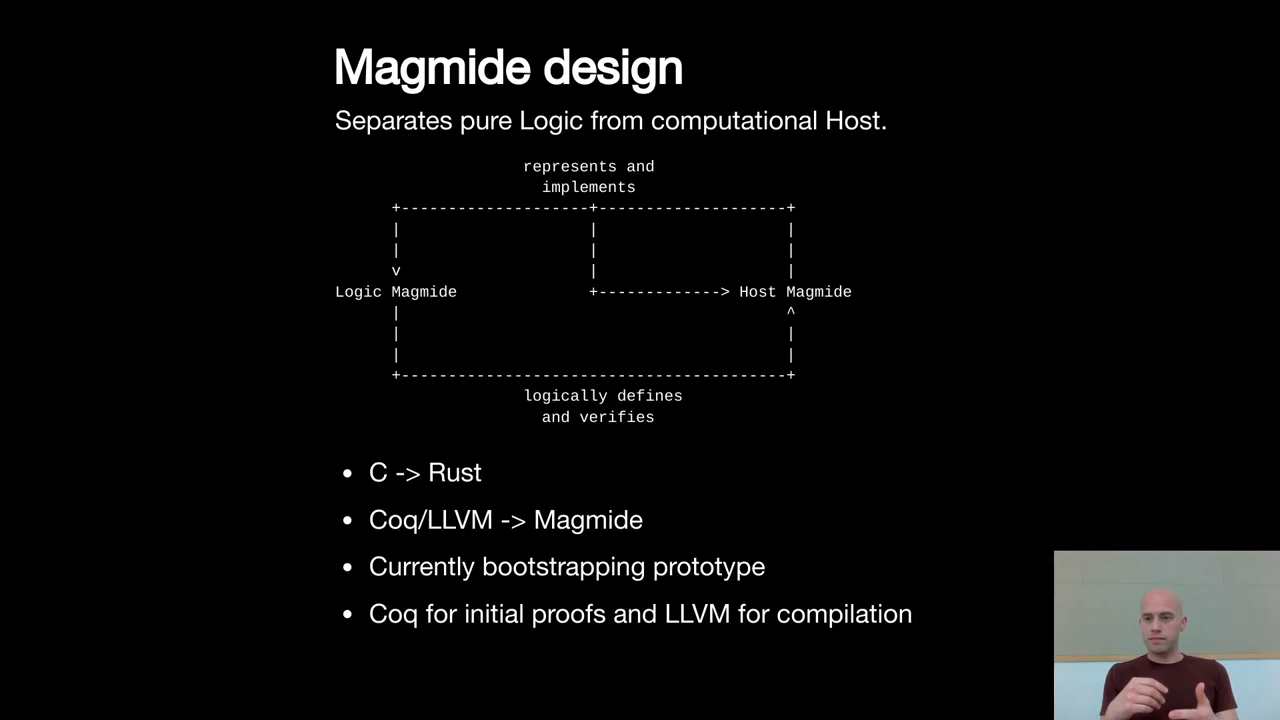 Magmide design
Separates pure Logic from computational Host.
represents and
implements
+--------------------+--------------------+
| | |
| | |
v | |
Logic Magmide +-------------> Host Magmide
| ^
| |
| |
+-----------------------------------------+
logically defines
and verifies
• C -> Rust
• Coq/LLVM -> Magmide
• Currently bootstrapping prototype
• Coq for initial proofs and LLVM for compilation